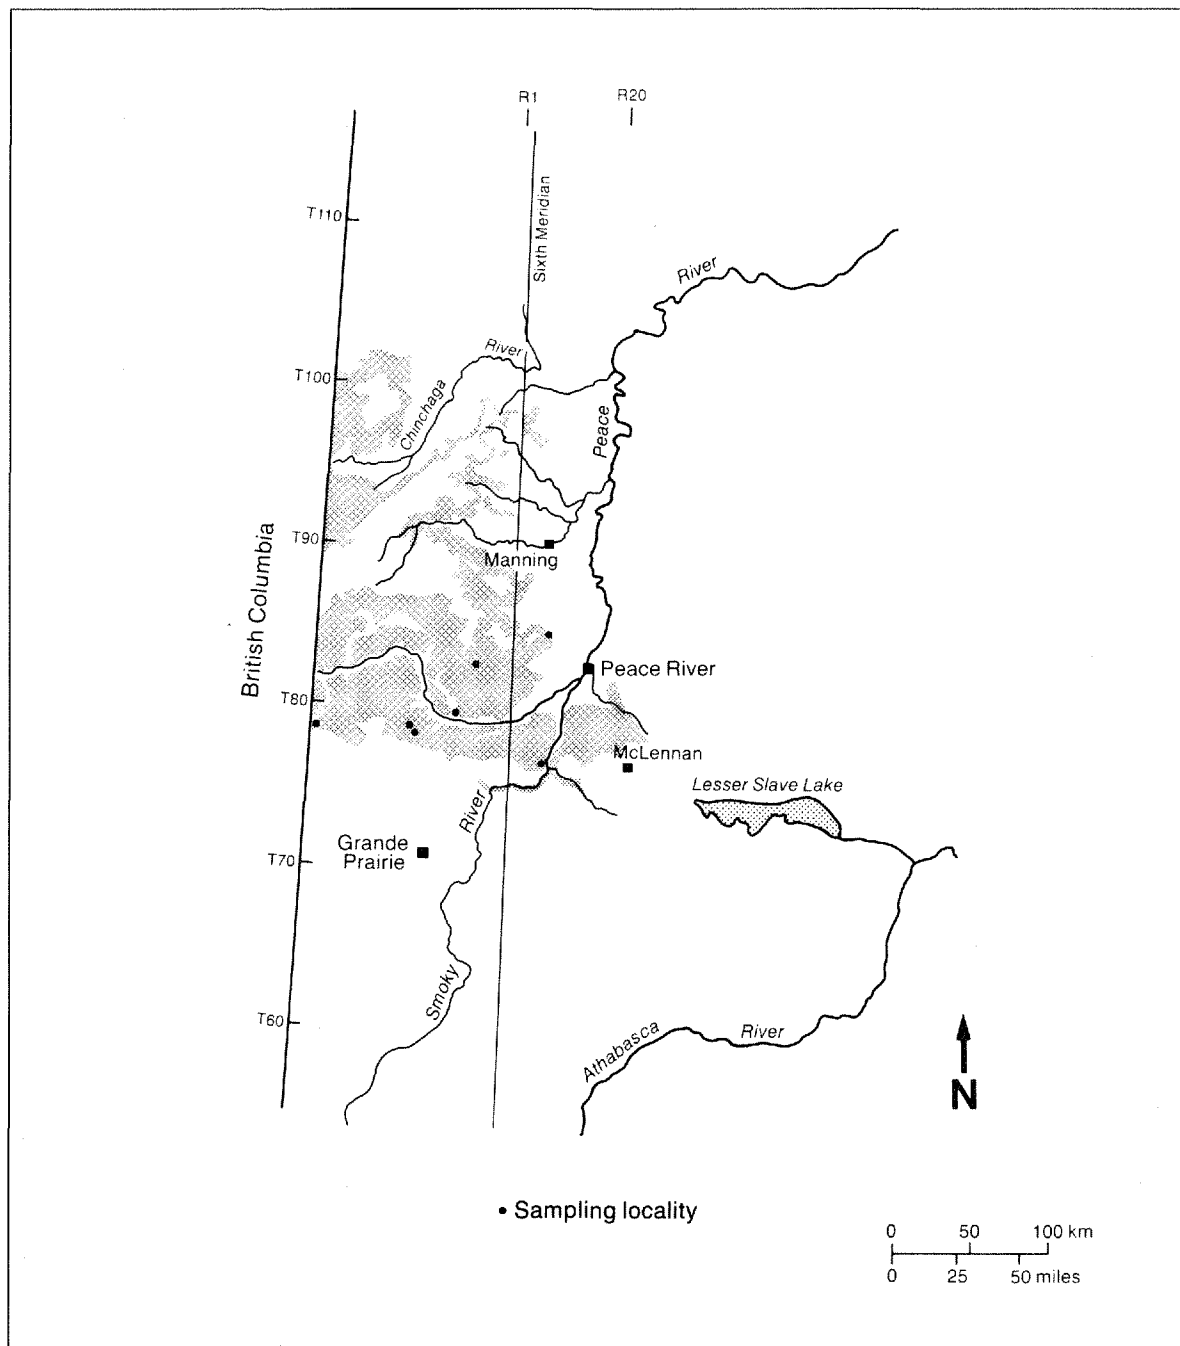 R1
R20
Sixth Meridian
T110
River
River
T100
Chinchaga
Peace
T90
British Columbia
Manning
Peace River
T80
McLennan
Lesser Slave Lake
River
Grande
Prairie
T70
Smoky
T60
Athabasca
River
N
• Sampling locality
0 50 100 km
0 25 50 miles